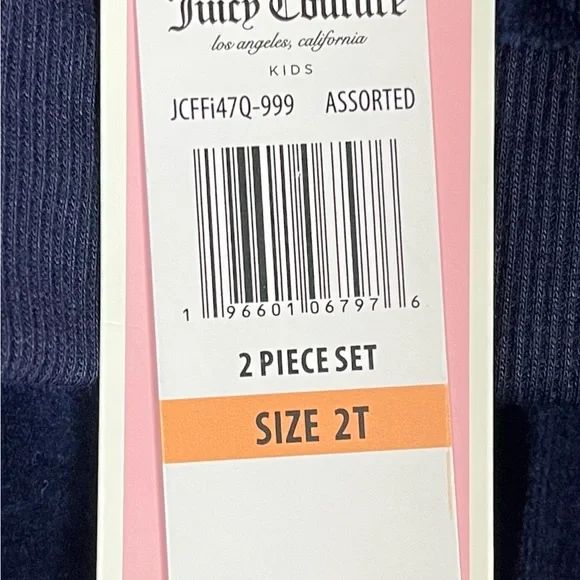 Juicy Couture
los angeles, california
KIDS
JCFFi47Q-999 ASSORTED
1 96601 06797 6
2 PIECE SET
SIZE 2T